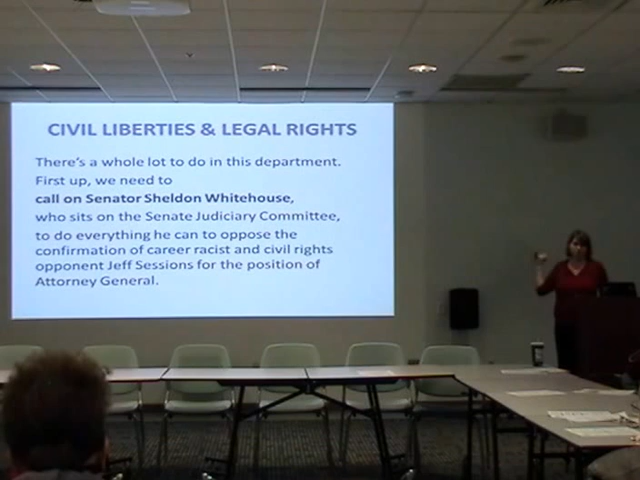 CIVIL LIBERTIES & LEGAL RIGHTS
There's a whole lot to do in this department.
First up, we need to
call on Senator Sheldon Whitehouse,
who sits on the Senate Judiciary Committee,
to do everything he can to oppose the
confirmation of career racist and civil rights
opponent Jeff Sessions for the position of
Attorney General.